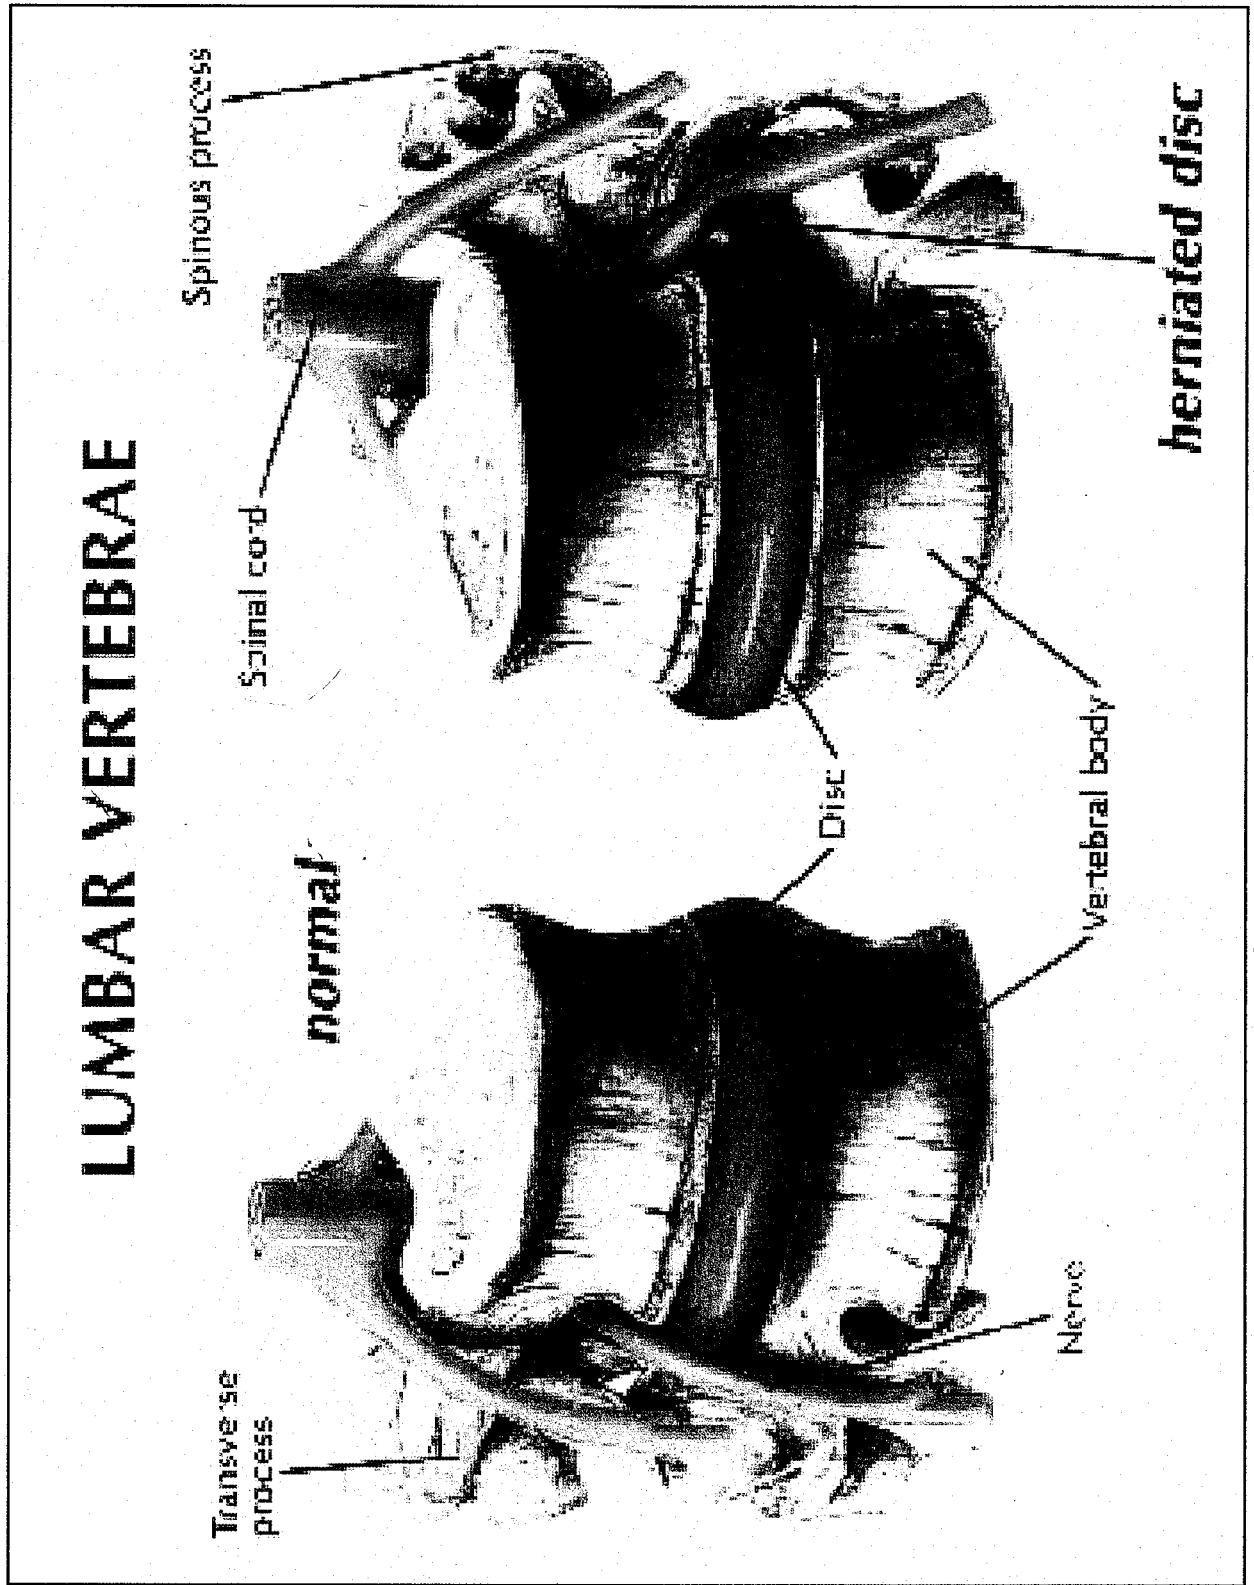 LUMBAR VERTEBRAE
normal
Transverse
process
Spinal cord
Spinous process
Disc
Nerve
Vertebral body
herniated disc